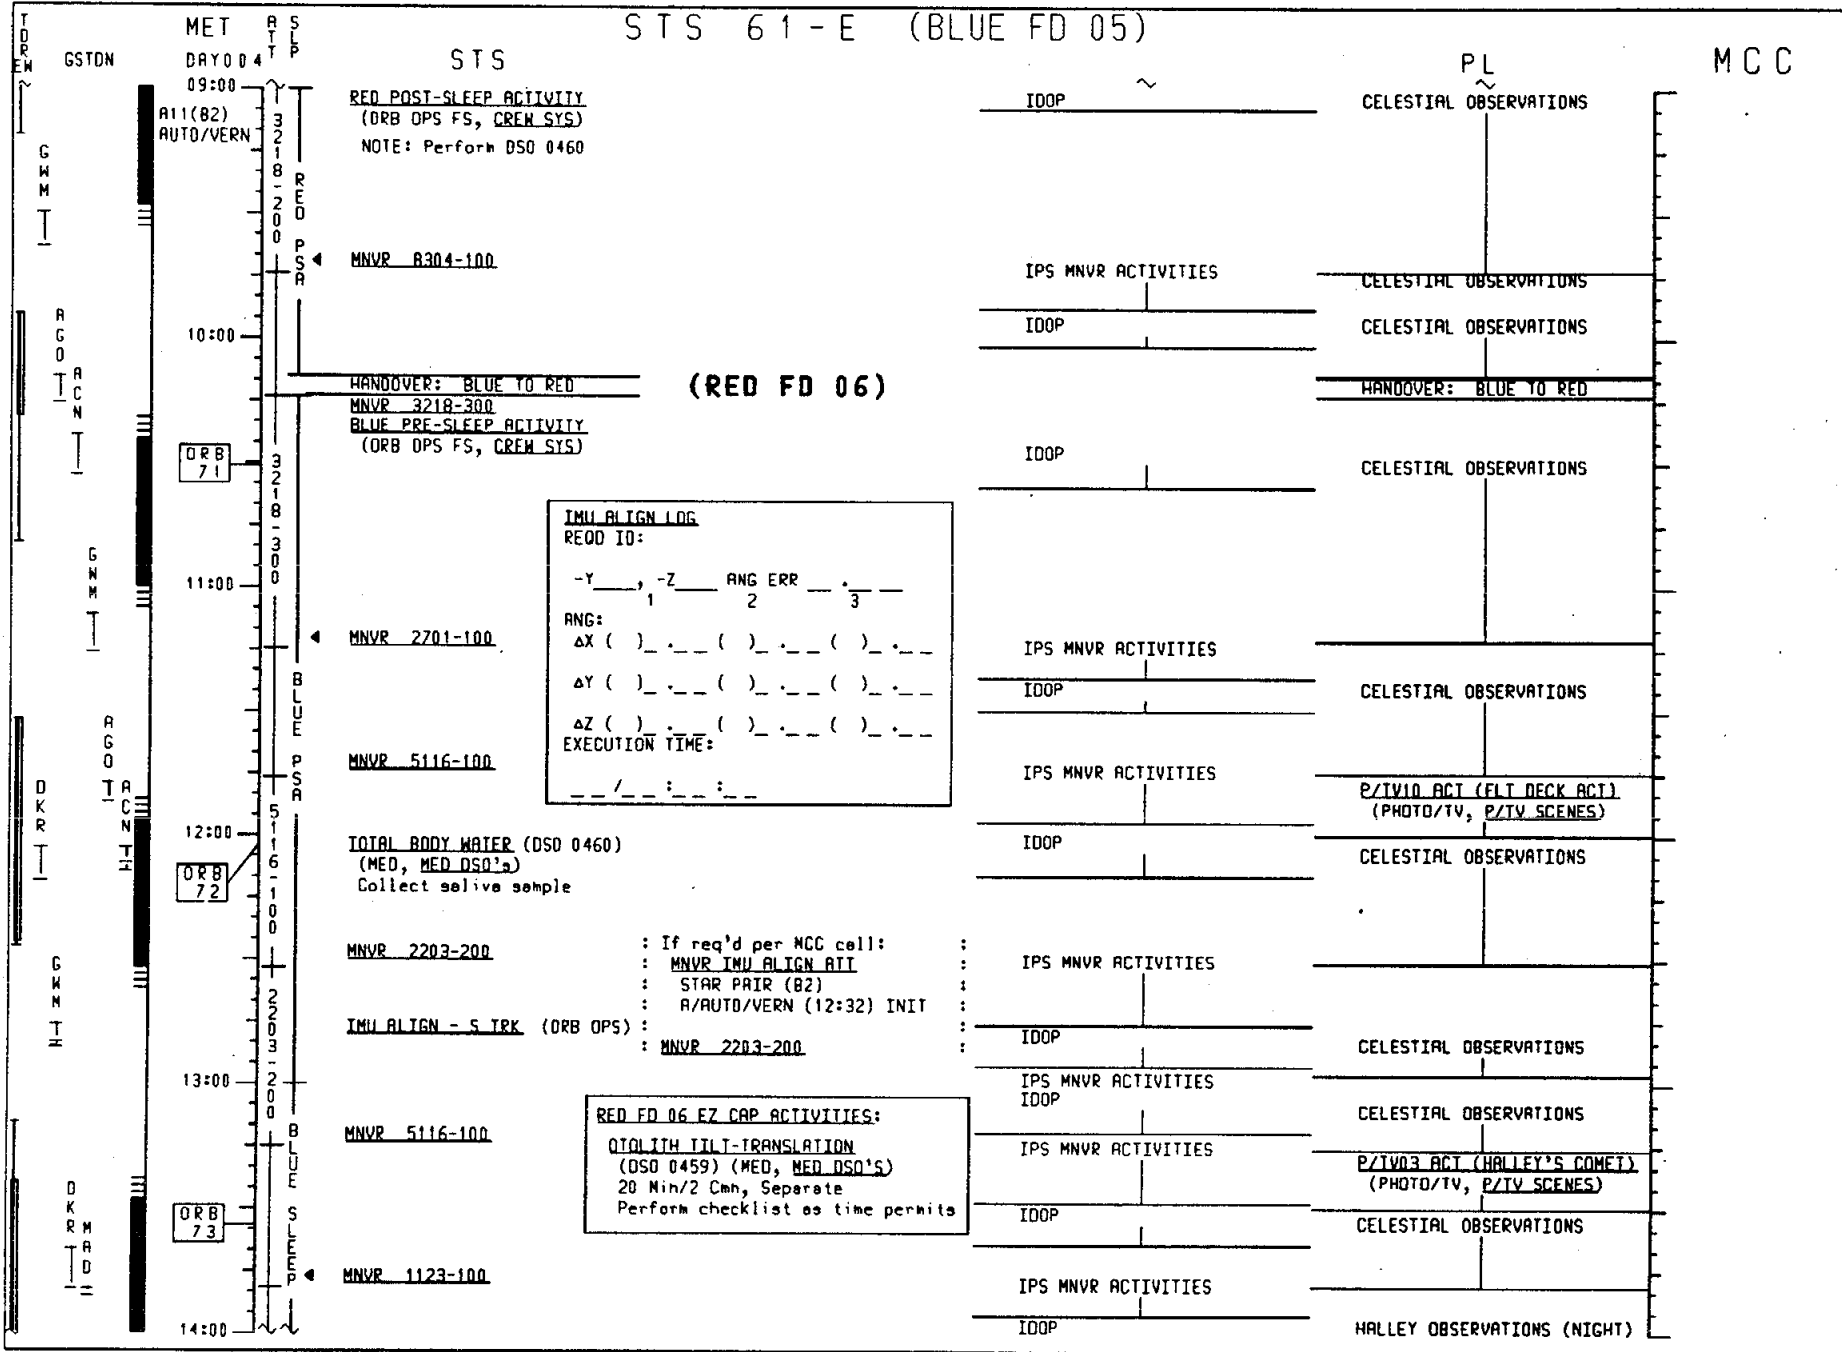 STS 61-E (BLUE FD 05)
TDRS
EW
GSTDN
MET
DAY004
ATT
SLP
STS
PL
MCC
09:00
A11(B2)
AUTO/VERN
3218-200
RED PSA
GWM
RED POST-SLEEP ACTIVITY
(ORB OPS FS, CREW SYS)
NOTE: Perform DSO 0460
IDOP
CELESTIAL OBSERVATIONS
MNVR 8304-100
IPS MNVR ACTIVITIES
CELESTIAL OBSERVATIONS
AGO
ACN
10:00
IDOP
CELESTIAL OBSERVATIONS
HANDOVER: BLUE TO RED
(RED FD 06)
HANDOVER: BLUE TO RED
MNVR 3218-300
BLUE PRE-SLEEP ACTIVITY
(ORB OPS FS, CREW SYS)
ORB
71
3218-300
IDOP
CELESTIAL OBSERVATIONS
IMU ALIGN LOG
REQD ID:
-Y____, -Z____ ANG ERR __ .__ __
1 2 3
ANG:
ΔX ( )_ ._ _ ( )_ ._ _ ( )_ ._ _
ΔY ( )_ ._ _ ( )_ ._ _ ( )_ ._ _
ΔZ ( )_ ._ _ ( )_ ._ _ ( )_ ._ _
EXECUTION TIME:
_ _ /_ _ :_ _ :_ _
GWM
11:00
MNVR 2701-100
IPS MNVR ACTIVITIES
BLUE PSA
IDOP
CELESTIAL OBSERVATIONS
AGO
ACN
DKR
MNVR 5116-100
IPS MNVR ACTIVITIES
P/TV10 ACT (FLT DECK ACT)
(PHOTO/TV, P/TV SCENES)
5116-100
12:00
ORB
72
TOTAL BODY WATER (DSO 0460)
(MED, MED DSO's)
Collect saliva sample
IDOP
CELESTIAL OBSERVATIONS
GWM
MNVR 2203-200
: If req'd per MCC call: :
: MNVR IMU ALIGN ATT :
: STAR PAIR (82) :
: A/AUTO/VERN (12:32) INIT :
IPS MNVR ACTIVITIES
2203-200
IMU ALIGN - S TRK (ORB OPS) :
: MNVR 2203-200 :
IDOP
CELESTIAL OBSERVATIONS
13:00
IPS MNVR ACTIVITIES
IDOP
CELESTIAL OBSERVATIONS
RED FD 06 EZ CAP ACTIVITIES:
OTOLITH TILT-TRANSLATION
(DSO 0459) (MED, MED DSO'S)
20 Min/2 Cmn, Separate
Perform checklist as time permits
MNVR 5116-100
BLUE SLEEP
IPS MNVR ACTIVITIES
P/TV03 ACT (HALLEY'S COMET)
(PHOTO/TV, P/TV SCENES)
DKR
MAD
ORB
73
IDOP
CELESTIAL OBSERVATIONS
MNVR 1123-100
IPS MNVR ACTIVITIES
14:00
IDOP
HALLEY OBSERVATIONS (NIGHT)